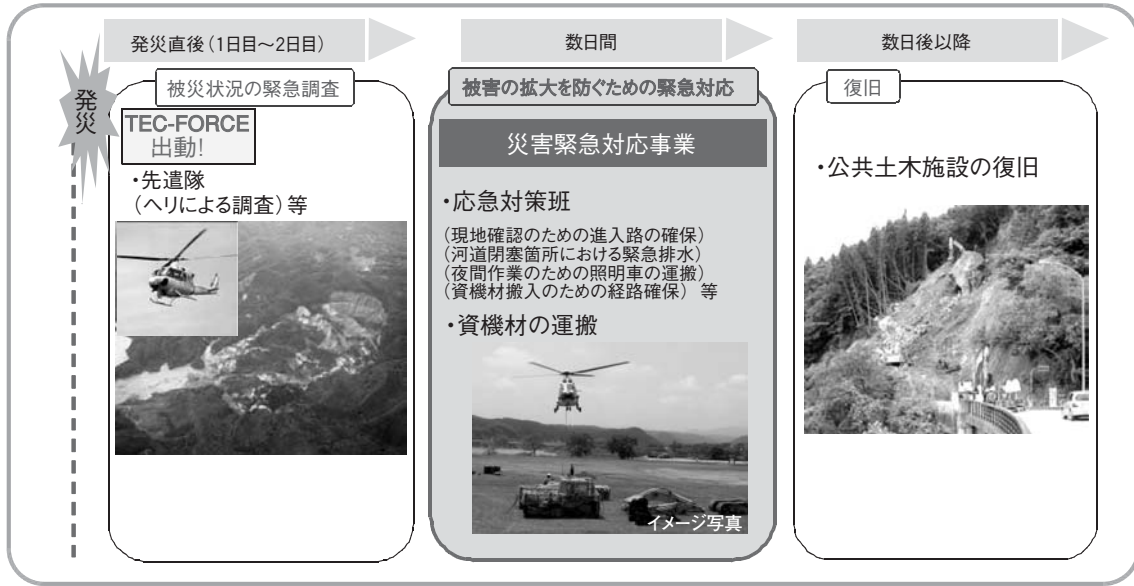 発災
発災直後（1日目～2日目）
被災状況の緊急調査
TEC-FORCE
出動!
・先遣隊
（ヘリによる調査）等
数日間
被害の拡大を防ぐための緊急対応
災害緊急対応事業
・応急対策班
（現地確認のための進入路の確保）
（河道閉塞箇所における緊急排水）
（夜間作業のための照明車の運搬）
（資機材搬入のための経路確保） 等
・資機材の運搬
イメージ写真
数日後以降
復旧
・公共土木施設の復旧